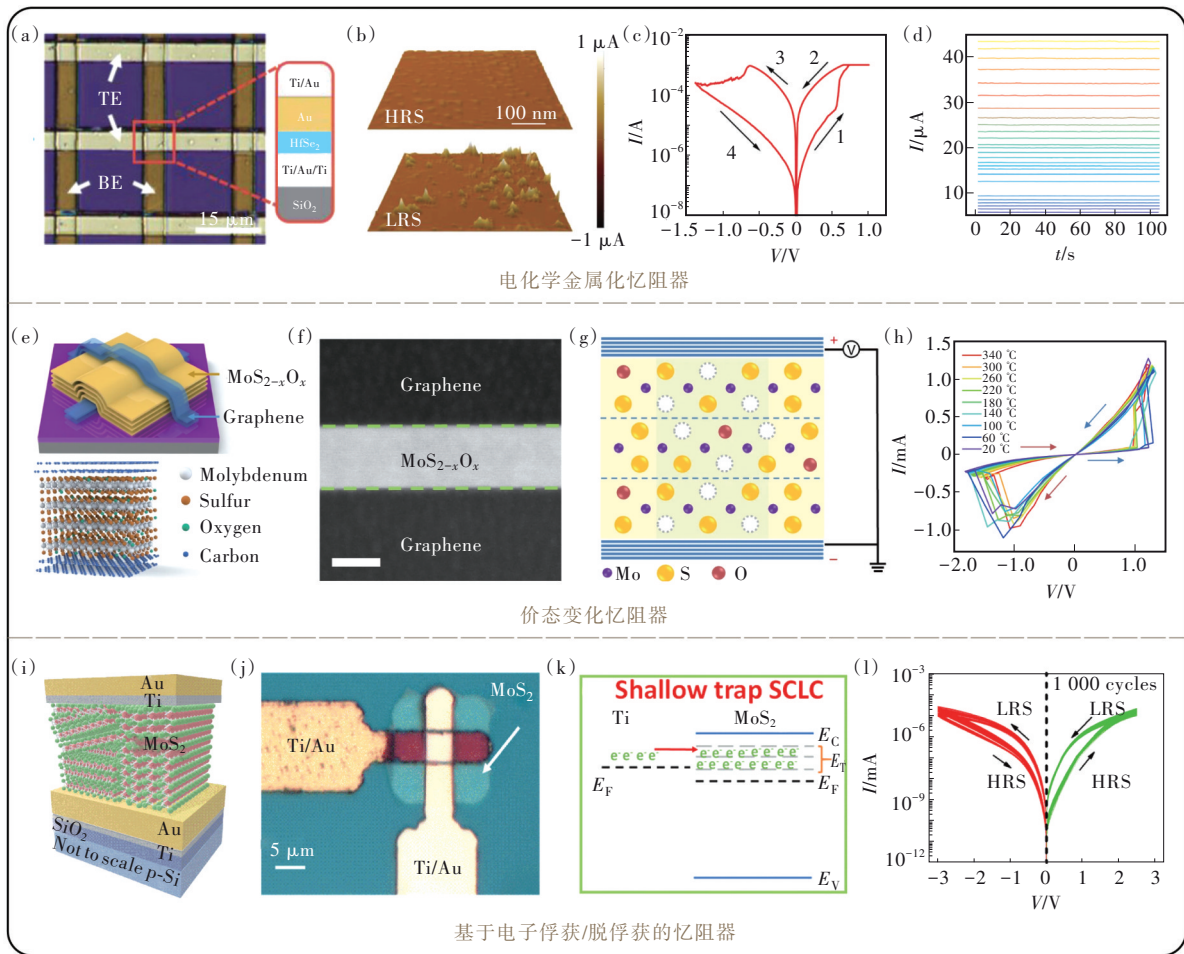 (a)
TE
BE
15 μm
Ti/Au
Au
HfSe₂
Ti/Au/Ti
SiO₂
(b)
HRS
100 nm
LRS
1 μA
−1 μA
(c)
I/A
10⁻²
10⁻⁴
10⁻⁶
10⁻⁸
3
2
4
1
−1.5 −1.0 −0.5 0 0.5 1.0
V/V
(d)
I/μA
40
30
20
10
0 20 40 60 80 100
t/s
电化学金属化忆阻器
(e)
MoS₂₋ₓOₓ
Graphene
Molybdenum
Sulfur
Oxygen
Carbon
(f)
Graphene
MoS₂₋ₓOₓ
Graphene
(g)
+
V
−
Mo S O
(h)
I/mA
1.5
1.0
0.5
0
−0.5
−1.0
340 ℃
300 ℃
260 ℃
220 ℃
180 ℃
140 ℃
100 ℃
60 ℃
20 ℃
−2.0 −1.0 0 1.0
V/V
价态变化忆阻器
(i)
Au
Ti
MoS₂
Au
SiO₂
Ti
Not to scale p-Si
(j)
MoS₂
Ti/Au
5 μm
Ti/Au
(k)
Shallow trap SCLC
Ti MoS₂
E_C
e e e e e
e e e e e e e e
E_T
e e e e e e e e
E_F
E_F
E_V
(l)
I/mA
10⁻³
10⁻⁶
10⁻⁹
10⁻¹²
1 000 cycles
LRS LRS
HRS HRS
−3 −2 −1 0 1 2 3
V/V
基于电子俘获/脱俘获的忆阻器